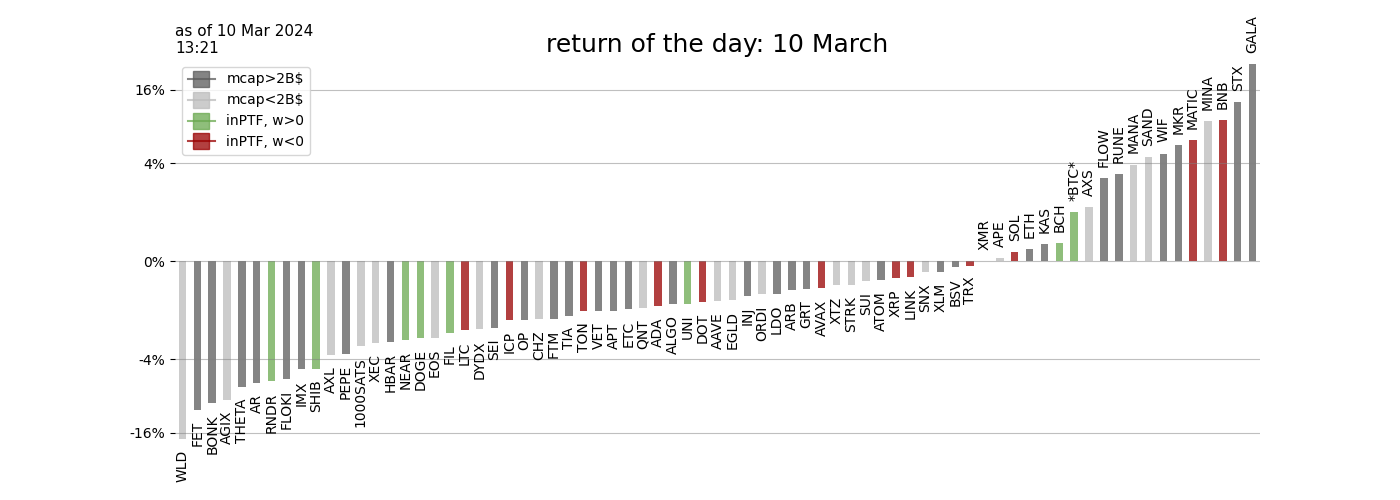 as of 10 Mar 2024
13:21
return of the day: 10 March
mcap>2B$
mcap<2B$
inPTF, w>0
inPTF, w<0
16%
4%
0%
-4%
-16%
WLD
FET
BONK
AGIX
THETA
AR
RNDR
FLOKI
IMX
SHIB
AXL
PEPE
1000SATS
XEC
HBAR
NEAR
DOGE
EOS
FIL
LTC
DYDX
SEI
ICP
OP
CHZ
FTM
TIA
TON
VET
APT
ETC
QNT
ADA
ALGO
UNI
DOT
AAVE
EGLD
INJ
ORDI
LDO
ARB
GRT
AVAX
XTZ
STRK
SUI
ATOM
XRP
LINK
SNX
XLM
BSV
TRX
XMR
APE
SOL
ETH
KAS
BCH
*BTC*
AXS
FLOW
RUNE
MANA
SAND
WIF
MKR
MATIC
MINA
BNB
STX
GALA